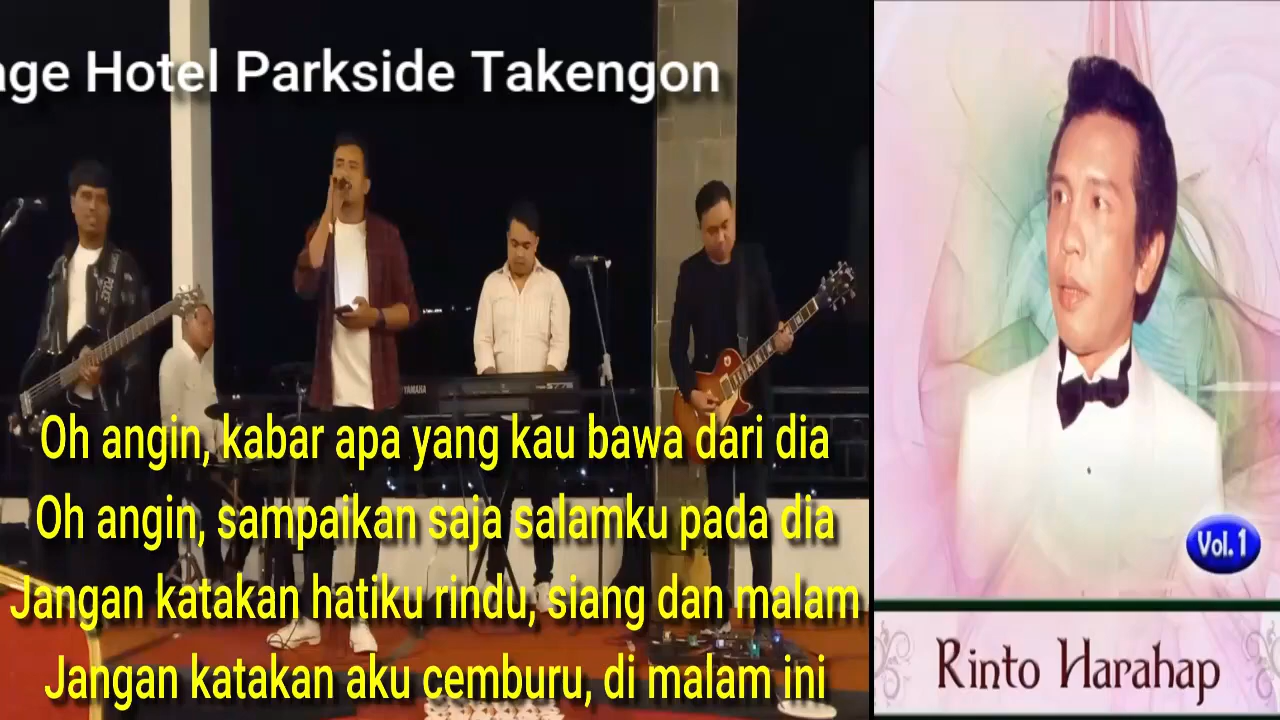 age Hotel Parkside Takengon
POLICE
YAMAHA
Oh angin, kabar apa yang kau bawa dari dia
Oh angin, sampaikan saja salamku pada dia
Jangan katakan hatiku rindu, siang dan malam
Jangan katakan aku cemburu, di malam ini
Vol.1
Rinto Harahap